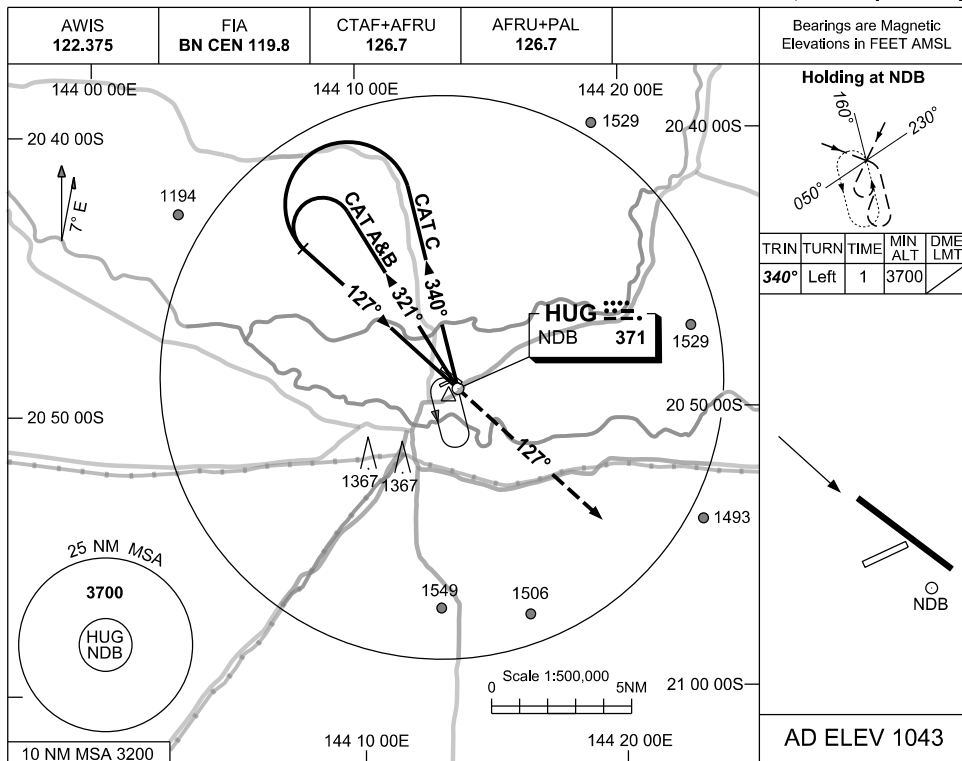 AWIS
122.375
FIA
BN CEN 119.8
CTAF+AFRU
126.7
AFRU+PAL
126.7
Bearings are Magnetic
Elevations in FEET AMSL
144 00 00E
144 10 00E
144 20 00E
20 40 00S
20 40 00S
1529
1194
7° E
CAT A&B
CAT C
127°
321°
340°
HUG
NDB 371
1529
20 50 00S
20 50 00S
127°
1367
1367
1493
25 NM MSA
3700
HUG
NDB
1549
1506
Scale 1:500,000
0
5NM
21 00 00S
144 10 00E
144 20 00E
10 NM MSA 3200
Holding at NDB
160°
230°
050°
TRIN TURN TIME MIN ALT DME LMT
340° Left 1 3700
NDB
AD ELEV 1043